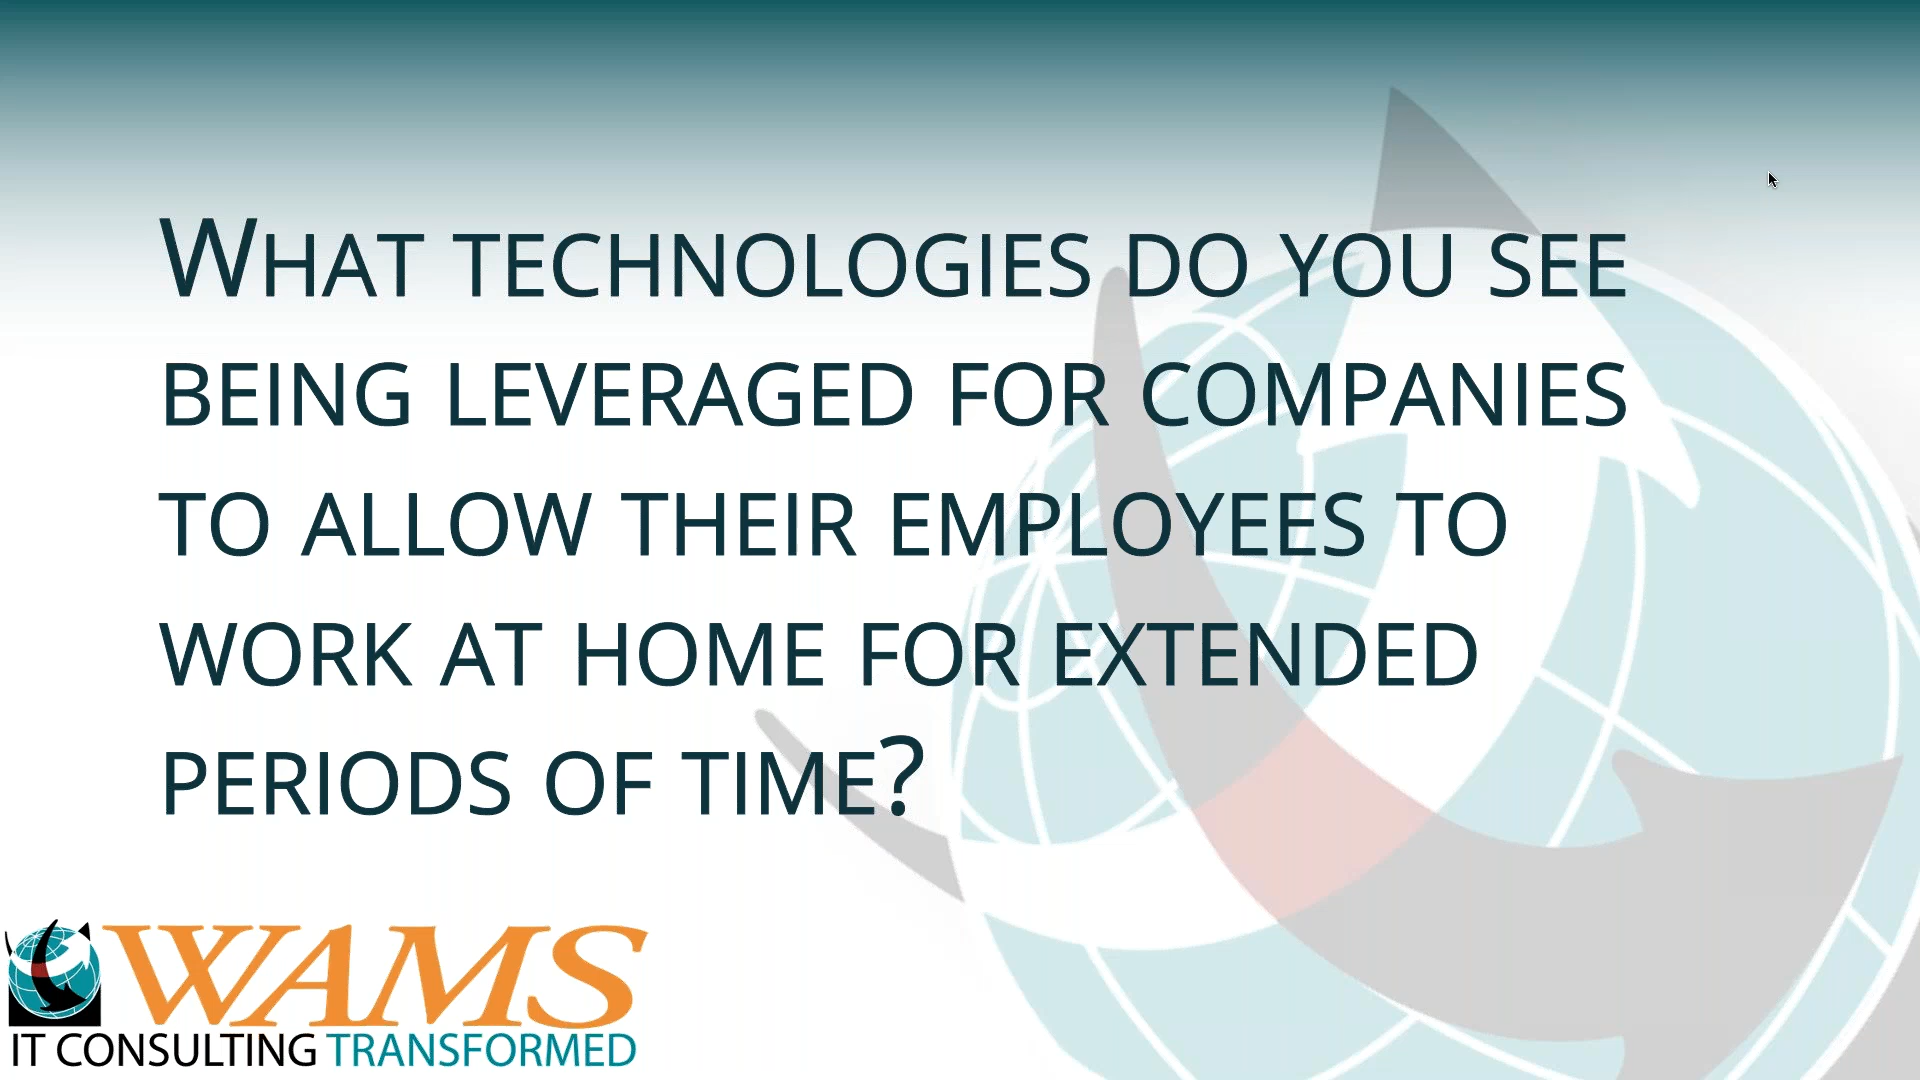 What technologies do you see
being leveraged for companies
to allow their employees to
work at home for extended
periods of time?
WAMS
IT CONSULTING TRANSFORMED